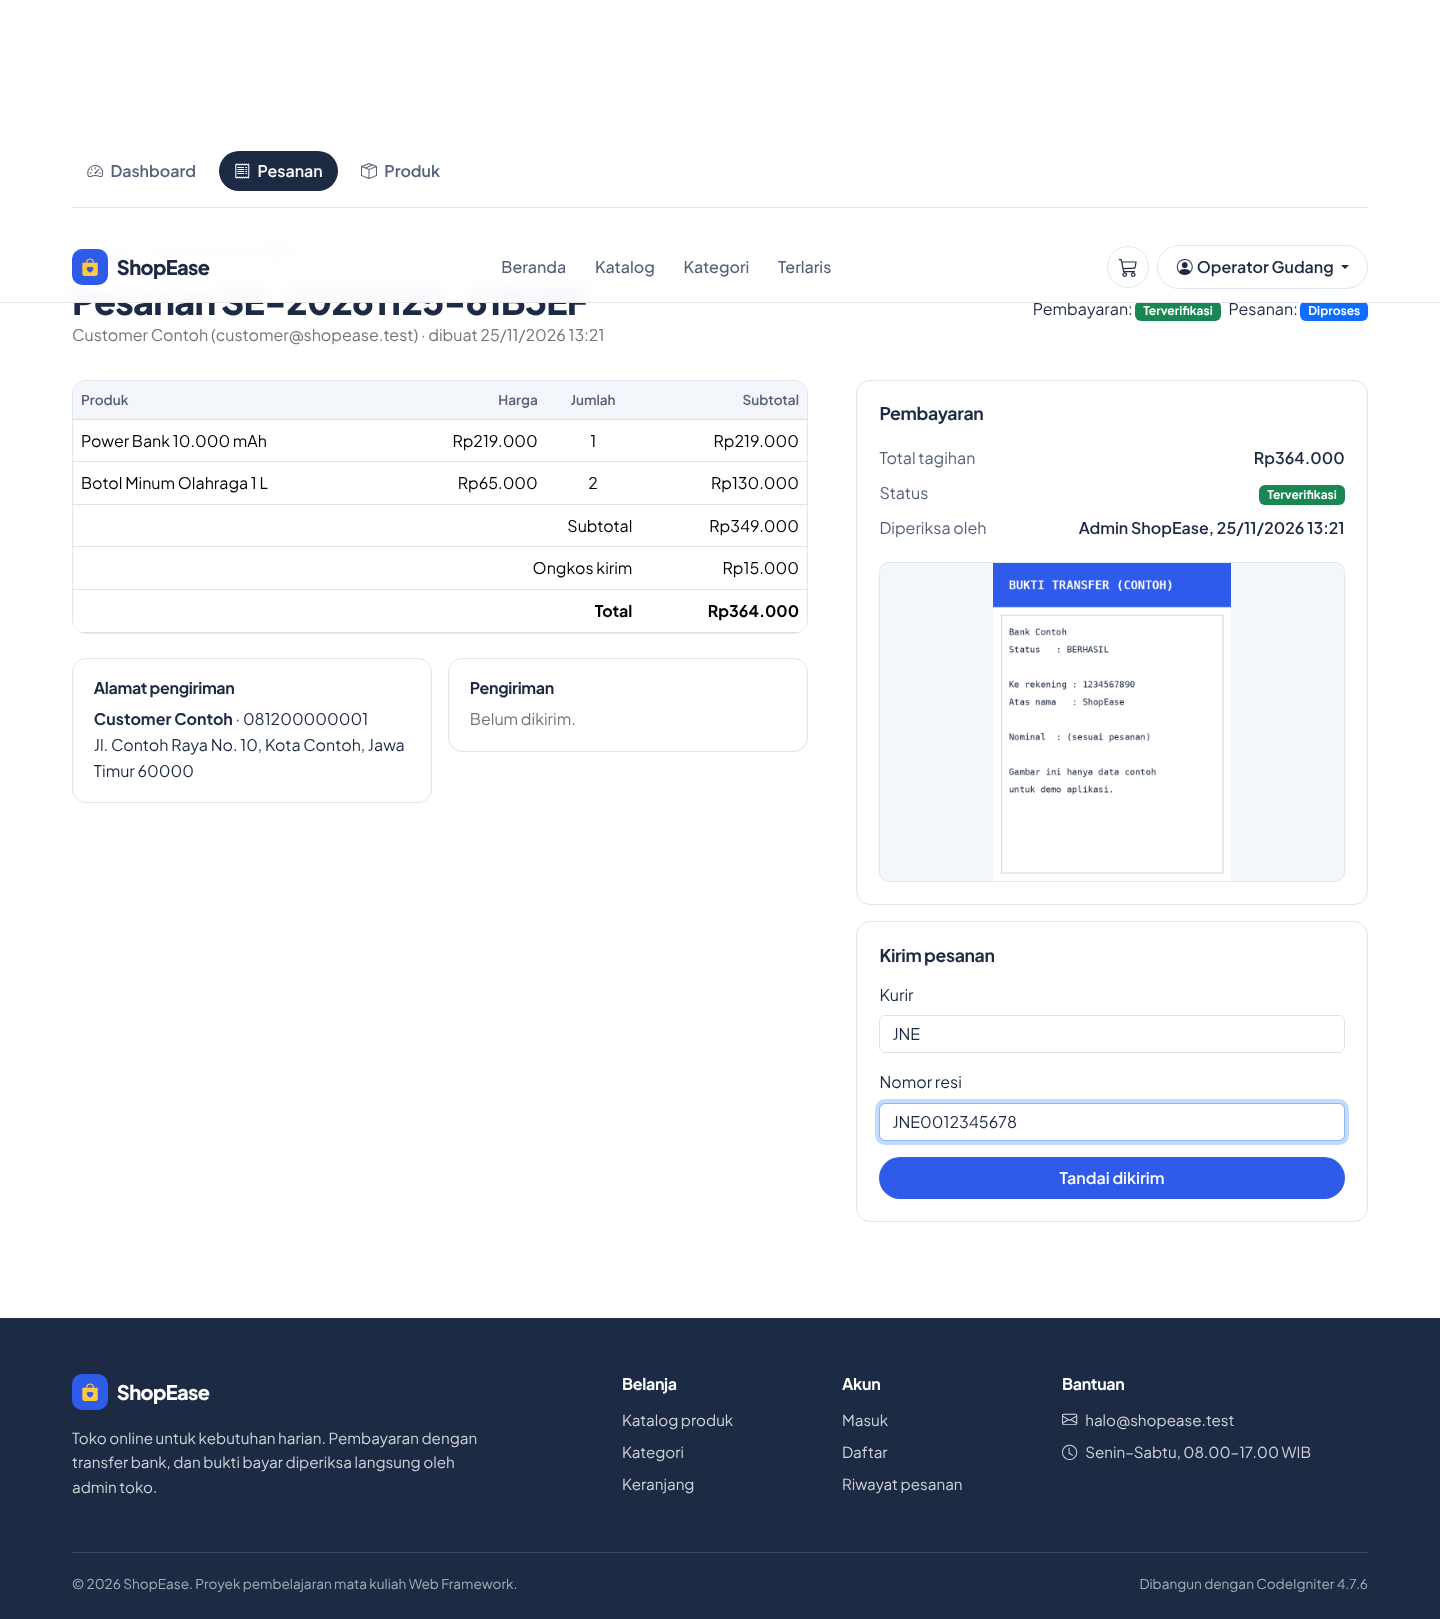 Dashboard
Pesanan
Produk
ShopEase
Beranda
Katalog
Kategori
Terlaris
Operator Gudang
Pesanan SE-20261125-61B5EF
Pembayaran: Terverifikasi Pesanan: Diproses
Customer Contoh (customer@shopease.test) · dibuat 25/11/2026 13:21
Produk Harga Jumlah Subtotal
Power Bank 10.000 mAh Rp219.000 1 Rp219.000
Botol Minum Olahraga 1 L Rp65.000 2 Rp130.000
Subtotal Rp349.000
Ongkos kirim Rp15.000
Total Rp364.000
Alamat pengiriman
Customer Contoh · 081200000001
Jl. Contoh Raya No. 10, Kota Contoh, Jawa
Timur 60000
Pengiriman
Belum dikirim.
Pembayaran
Total tagihan Rp364.000
Status Terverifikasi
Diperiksa oleh Admin ShopEase, 25/11/2026 13:21
BUKTI TRANSFER (CONTOH)
Bank Contoh
Status : BERHASIL
Ke rekening : 1234567890
Atas nama : ShopEase
Nominal : (sesuai pesanan)
Gambar ini hanya data contoh
untuk demo aplikasi.
Kirim pesanan
Kurir
JNE
Nomor resi
JNE0012345678
Tandai dikirim
ShopEase
Toko online untuk kebutuhan harian. Pembayaran dengan
transfer bank, dan bukti bayar diperiksa langsung oleh
admin toko.
Belanja
Katalog produk
Kategori
Keranjang
Akun
Masuk
Daftar
Riwayat pesanan
Bantuan
halo@shopease.test
Senin–Sabtu, 08.00–17.00 WIB
© 2026 ShopEase. Proyek pembelajaran mata kuliah Web Framework.
Dibangun dengan CodeIgniter 4.7.6